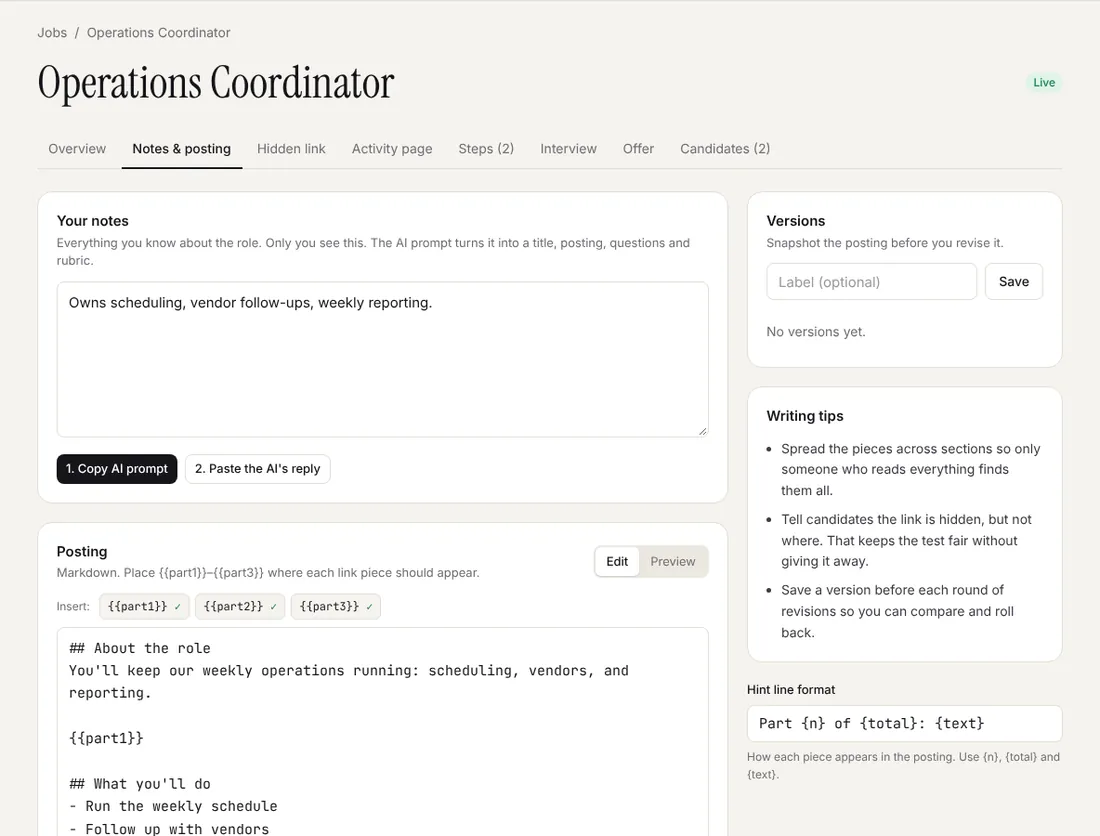 Jobs / Operations Coordinator
Operations Coordinator
Live
Overview
Notes & posting
Hidden link
Activity page
Steps (2)
Interview
Offer
Candidates (2)
Your notes
Everything you know about the role. Only you see this. The AI prompt turns it into a title, posting, questions and
rubric.
Owns scheduling, vendor follow-ups, weekly reporting.
1. Copy AI prompt
2. Paste the AI's reply
Posting
Markdown. Place {{part1}}–{{part3}} where each link piece should appear.
Edit
Preview
Insert:
{{part1}} ✓
{{part2}} ✓
{{part3}} ✓
## About the role
You'll keep our weekly operations running: scheduling, vendors, and
reporting.
{{part1}}
## What you'll do
- Run the weekly schedule
- Follow up with vendors
Versions
Snapshot the posting before you revise it.
Label (optional)
Save
No versions yet.
Writing tips
• Spread the pieces across sections so only
someone who reads everything finds
them all.
• Tell candidates the link is hidden, but not
where. That keeps the test fair without
giving it away.
• Save a version before each round of
revisions so you can compare and roll
back.
Hint line format
Part {n} of {total}: {text}
How each piece appears in the posting. Use {n}, {total} and
{text}.